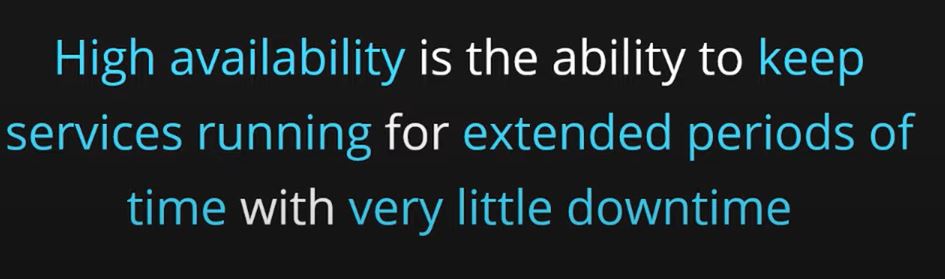 High availability is the ability to keep
services running for extended periods of
time with very little downtime